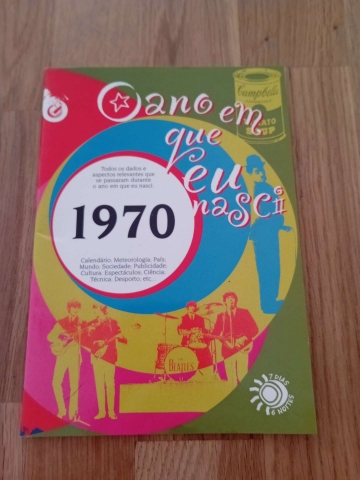 O ano em
que
eu
nasci
Campbell's
TOMATO
SOUP
Todos os dados e
aspectos relevantes que
se passaram durante
o ano em que eu nasci
1970
Calendário, Meteorologia, País,
Mundo, Sociedade, Publicidade,
Cultura, Espectáculos, Ciência,
Técnica, Desporto, etc.
THE
BEATLES
7 DIAS
6 NOITES